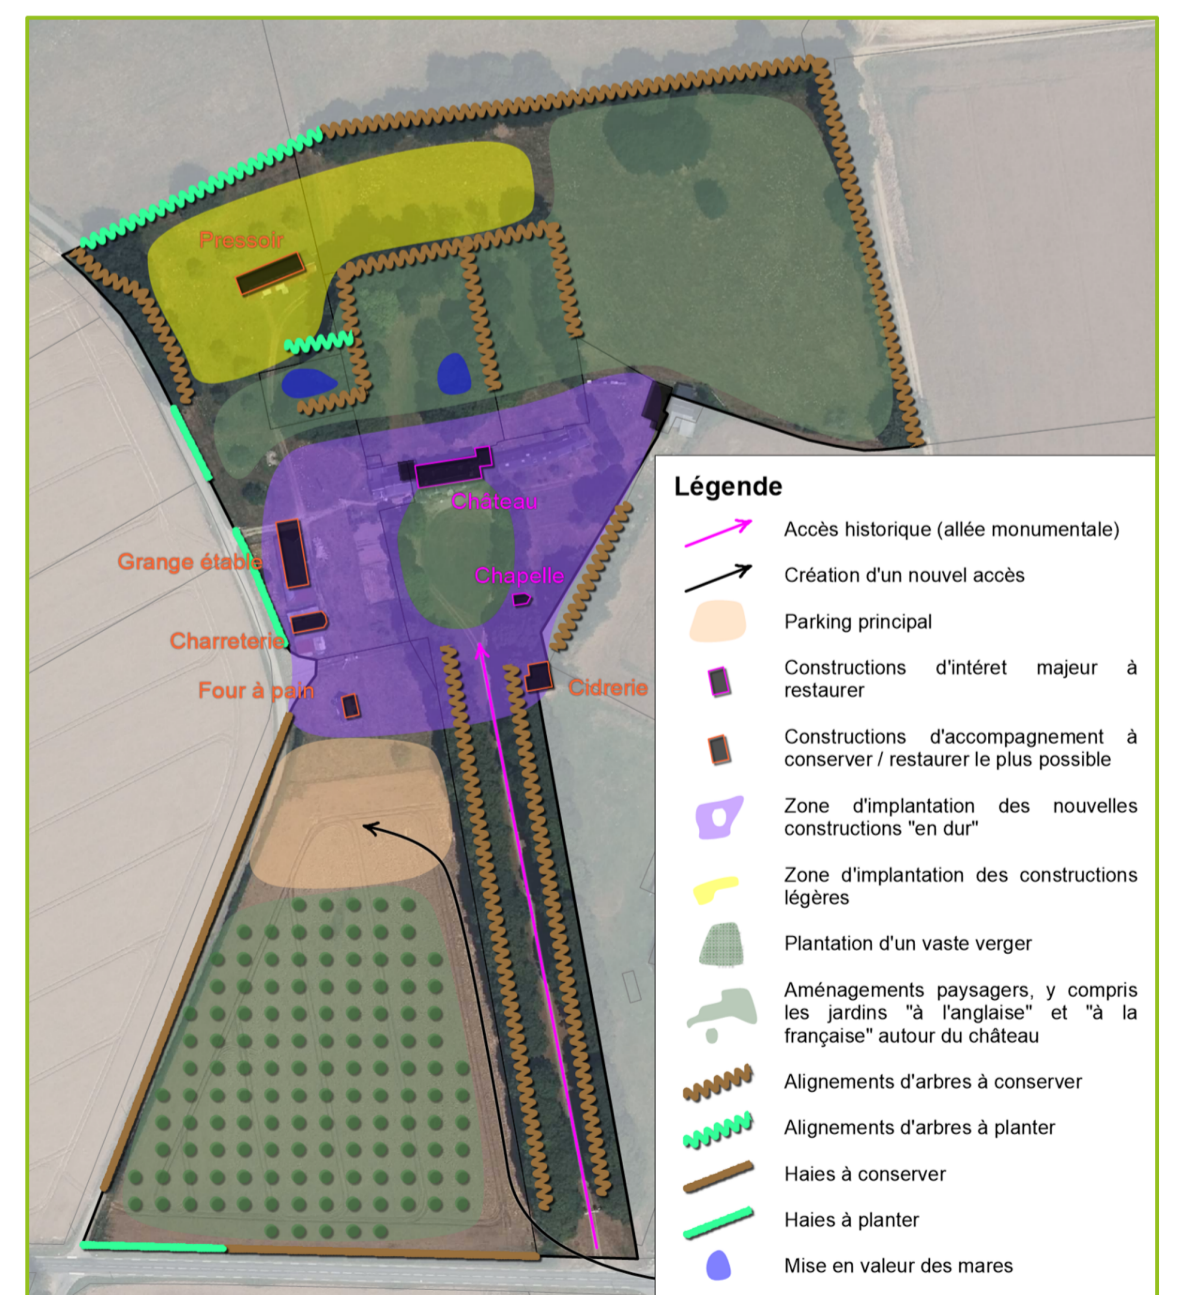 Pressoir
Château
Grange étable
Chapelle
Charreterie
Four à pain
Cidrerie
Légende
Accès historique (allée monumentale)
Création d'un nouvel accès
Parking principal
Constructions d'intéret majeur à
restaurer
Constructions d'accompagnement à
conserver / restaurer le plus possible
Zone d'implantation des nouvelles
constructions "en dur"
Zone d'implantation des constructions
légères
Plantation d'un vaste verger
Aménagements paysagers, y compris
les jardins "à l'anglaise" et "à la
française" autour du château
Alignements d'arbres à conserver
Alignements d'arbres à planter
Haies à conserver
Haies à planter
Mise en valeur des mares